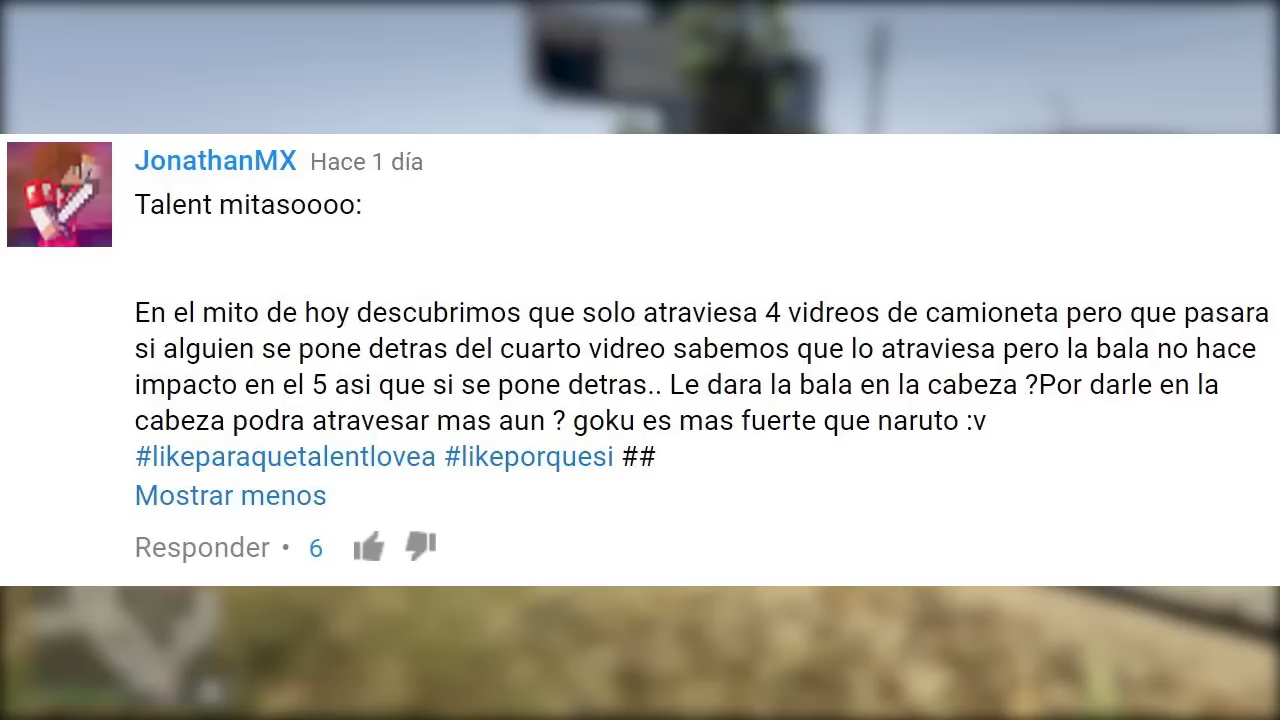 JonathanMX Hace 1 día
Talent mitasoooo:
En el mito de hoy descubrimos que solo atraviesa 4 vidreos de camioneta pero que pasara
si alguien se pone detras del cuarto vidreo sabemos que lo atraviesa pero la bala no hace
impacto en el 5 asi que si se pone detras.. Le dara la bala en la cabeza ?Por darle en la
cabeza podra atravesar mas aun ? goku es mas fuerte que naruto :v
#likeparaquetalentlovea #likeporquesi ##
Mostrar menos
Responder • 6